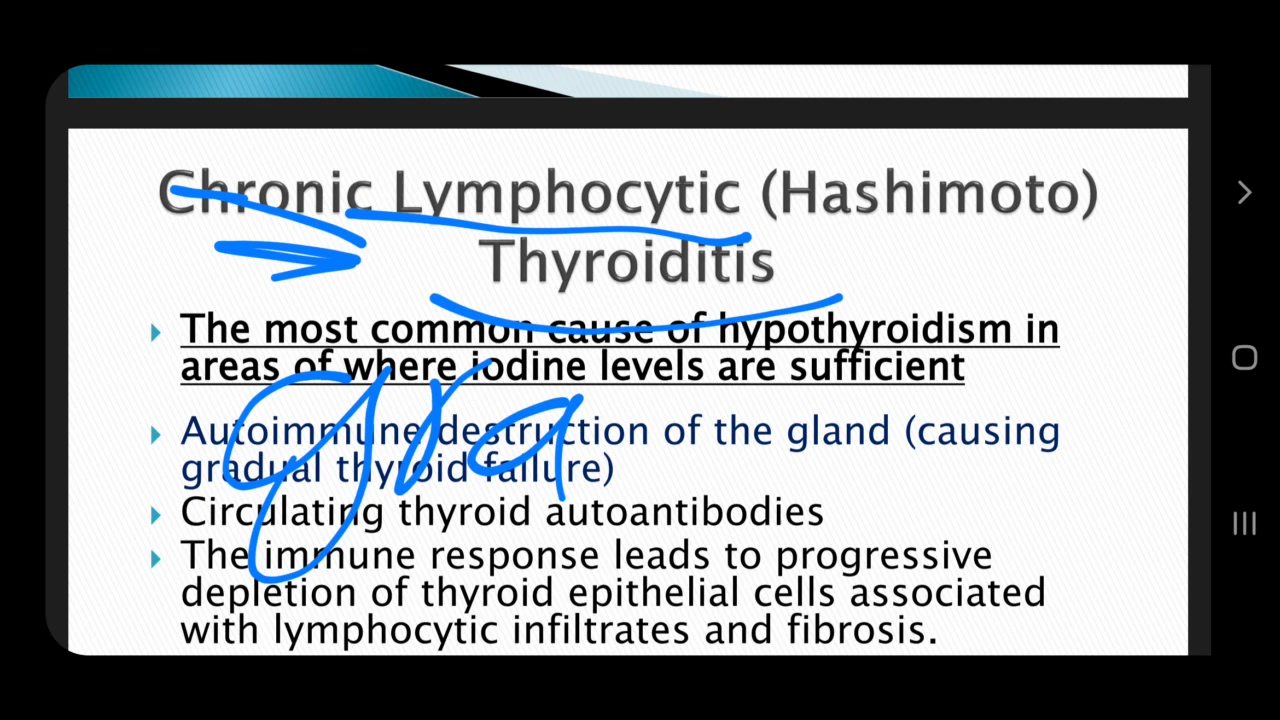 Chronic Lymphocytic (Hashimoto)
Thyroiditis
The most common cause of hypothyroidism in
areas of where iodine levels are sufficient
Autoimmune destruction of the gland (causing
gradual thyroid failure)
Circulating thyroid autoantibodies
The immune response leads to progressive
depletion of thyroid epithelial cells associated
with lymphocytic infiltrates and fibrosis.
gra